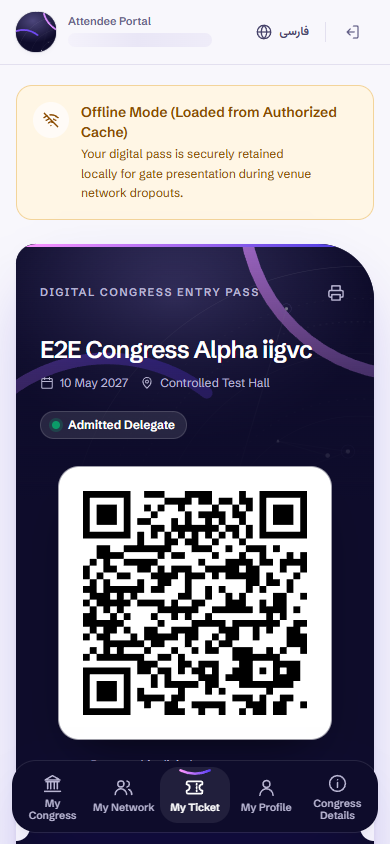 Attendee Portal
فارسی
Offline Mode (Loaded from Authorized
Cache)
Your digital pass is securely retained
locally for gate presentation during venue
network dropouts.
DIGITAL CONGRESS ENTRY PASS
E2E Congress Alpha iigvc
10 May 2027 Controlled Test Hall
Admitted Delegate
My Congress
My Network
My Ticket
My Profile
Congress Details